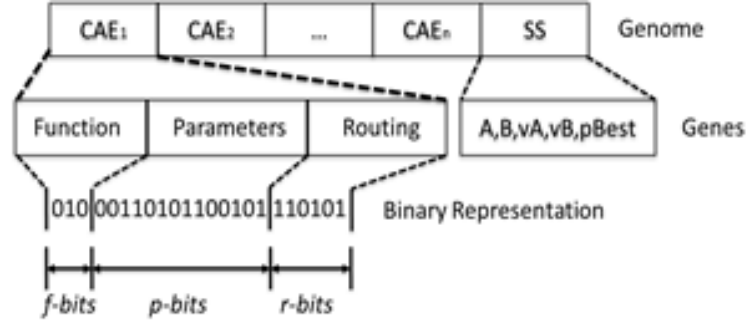 CAE₁ CAE₂ ... CAEₙ SS Genome
Function Parameters Routing A,B,vA,vB,pBest Genes
010 00110101100101 110101 Binary Representation
f-bits p-bits r-bits